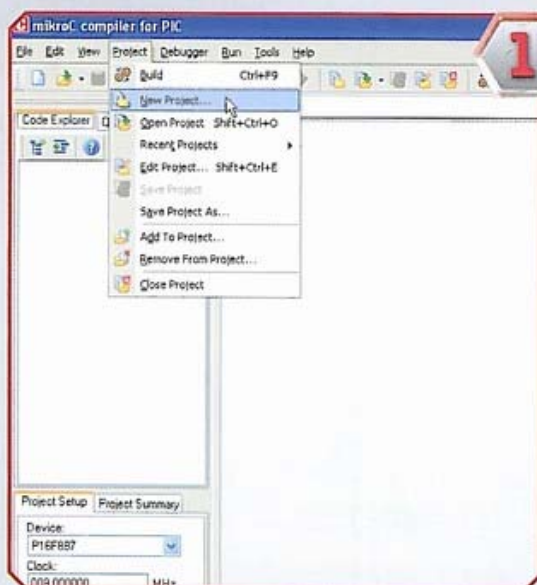 mikroC compiler for PIC
File Edit View Project Debugger Run Tools Help
1
Build Ctrl+F9
New Project...
Open Project Shift+Ctrl+O
Recent Projects
Edit Project... Shift+Ctrl+E
Save Project
Save Project As...
Add To Project...
Remove From Project...
Close Project
Code Explorer
Project Setup Project Summary
Device:
P16F887
Clock:
008.000000 MHz